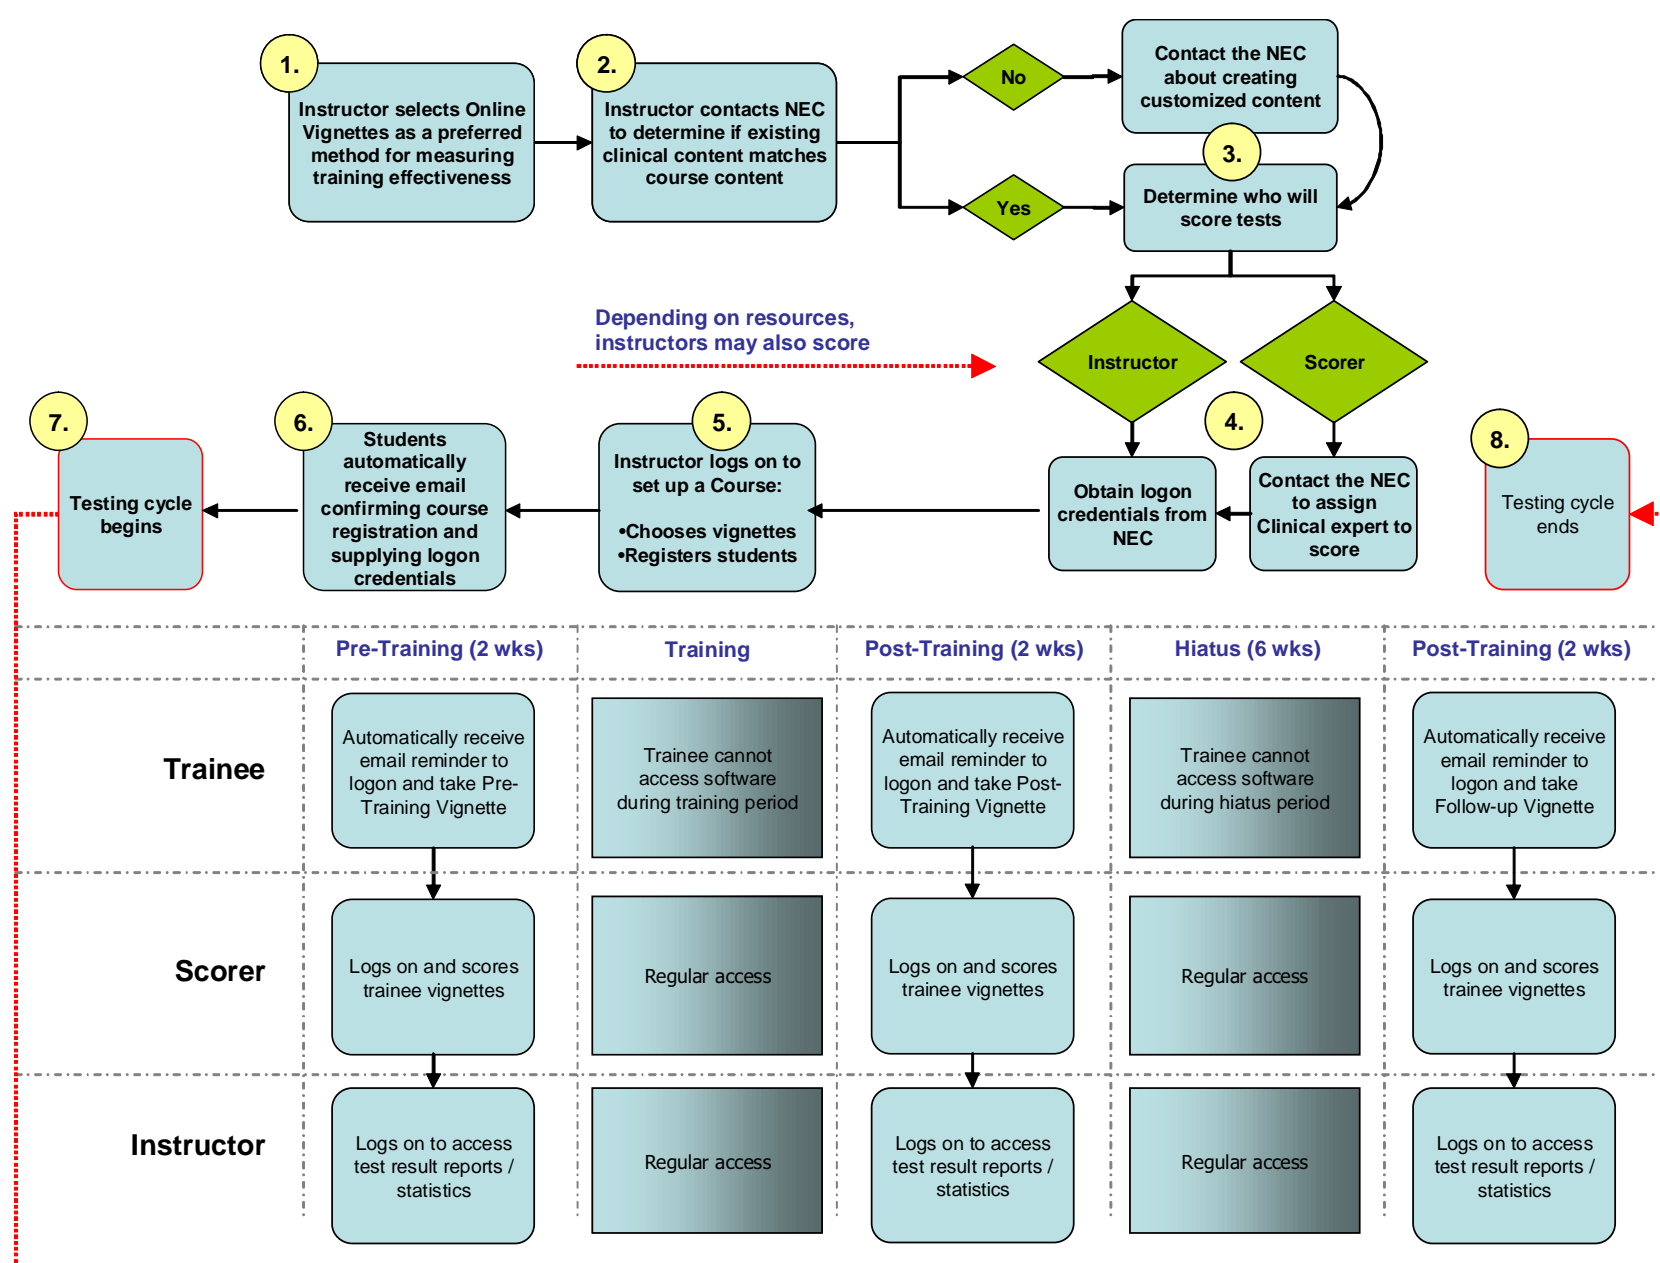 1.
Instructor selects Online
Vignettes as a preferred
method for measuring
training effectiveness
2.
Instructor contacts NEC
to determine if existing
clinical content matches
course content
No
Contact the NEC
about creating
customized content
Yes
3.
Determine who will
score tests
Depending on resources,
instructors may also score
Instructor
Scorer
4.
Contact the NEC
to assign
Clinical expert to
score
Obtain logon
credentials from
NEC
5.
Instructor logs on to
set up a Course:
•Chooses vignettes
•Registers students
6.
Students
automatically
receive email
confirming course
registration and
supplying logon
credentials
7.
Testing cycle
begins
8.
Testing cycle
ends
Pre-Training (2 wks)
Training
Post-Training (2 wks)
Hiatus (6 wks)
Post-Training (2 wks)
Trainee
Automatically receive
email reminder to
logon and take Pre-
Training Vignette
Trainee cannot
access software
during training period
Automatically receive
email reminder to
logon and take Post-
Training Vignette
Trainee cannot
access software
during hiatus period
Automatically receive
email reminder to
logon and take
Follow-up Vignette
Scorer
Logs on and scores
trainee vignettes
Regular access
Logs on and scores
trainee vignettes
Regular access
Logs on and scores
trainee vignettes
Instructor
Logs on to access
test result reports /
statistics
Regular access
Logs on to access
test result reports /
statistics
Regular access
Logs on to access
test result reports /
statistics